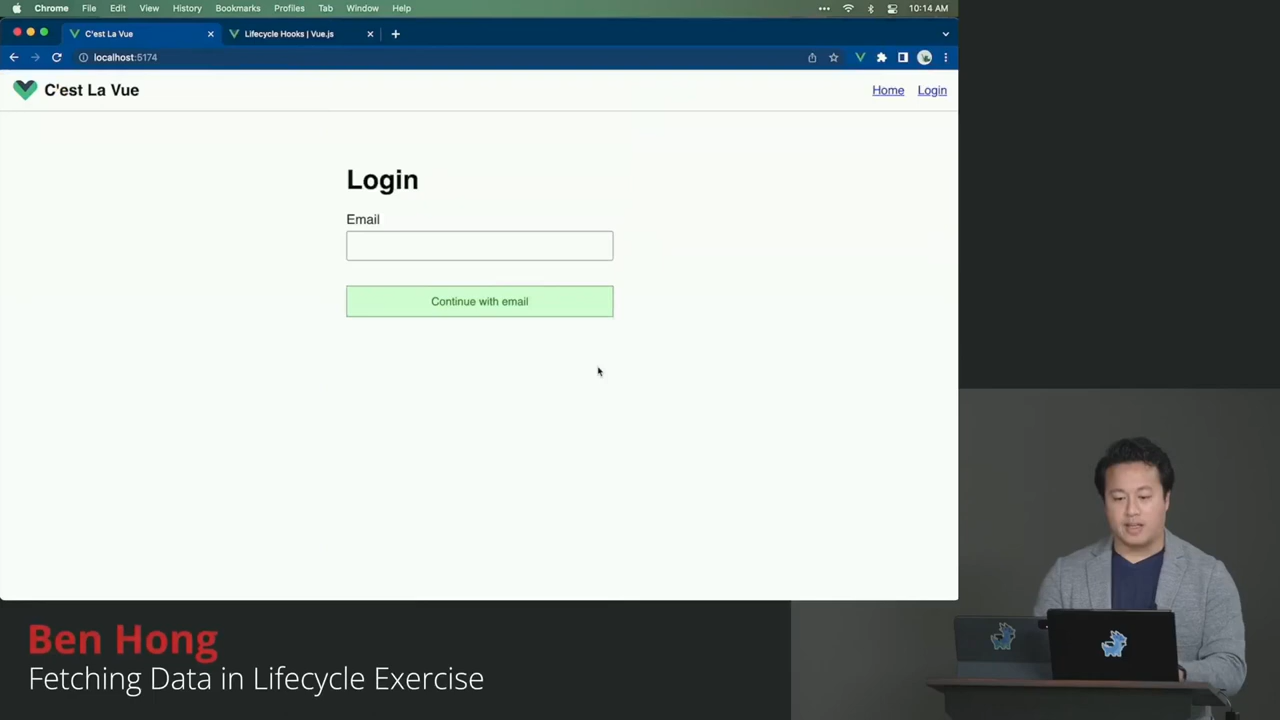 Chrome File Edit View History Bookmarks Profiles Tab Window Help 10:14 AM
C'est La Vue Lifecycle Hooks | Vue.js
localhost:5174
C'est La Vue Home Login
Login
Email
Continue with email
Ben Hong
Fetching Data in Lifecycle Exercise